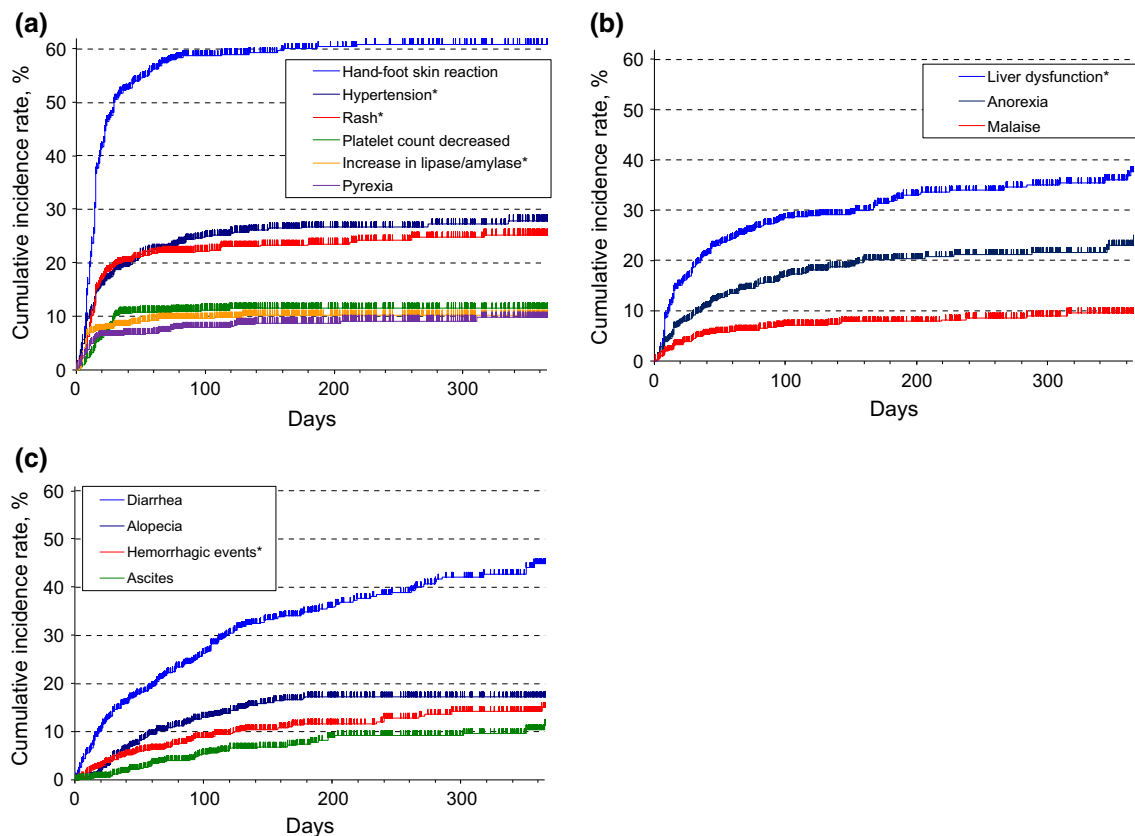 (a)
Cumulative incidence rate, %
60
50
40
30
20
10
0
Hand-foot skin reaction
Hypertension*
Rash*
Platelet count decreased
Increase in lipase/amylase*
Pyrexia
0 100 200 300
Days
(b)
Cumulative incidence rate, %
60
50
40
30
20
10
0
Liver dysfunction*
Anorexia
Malaise
0 100 200 300
Days
(c)
Cumulative incidence rate, %
60
50
40
30
20
10
0
Diarrhea
Alopecia
Hemorrhagic events*
Ascites
0 100 200 300
Days